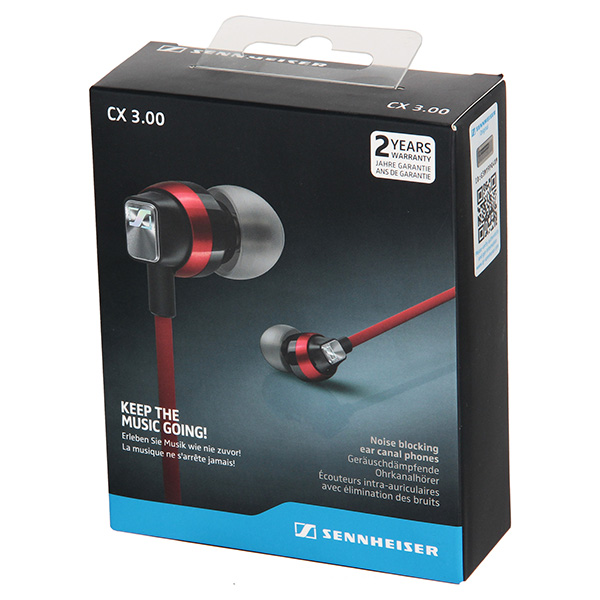 SENNHEISER
CX 3.00
CX 3.00
2 YEARS
WARRANTY
JAHRE GARANTIE
ANS DE GARANTIE
SENNHEISER
KEEP THE
MUSIC GOING!
Erleben Sie Musik wie nie zuvor!
La musique ne s'arrête jamais!
Noise blocking
ear canal phones
Geräuschdämpfende
Ohrkanalhörer
Écouteurs intra-auriculaires
avec élimination des bruits
SENNHEISER